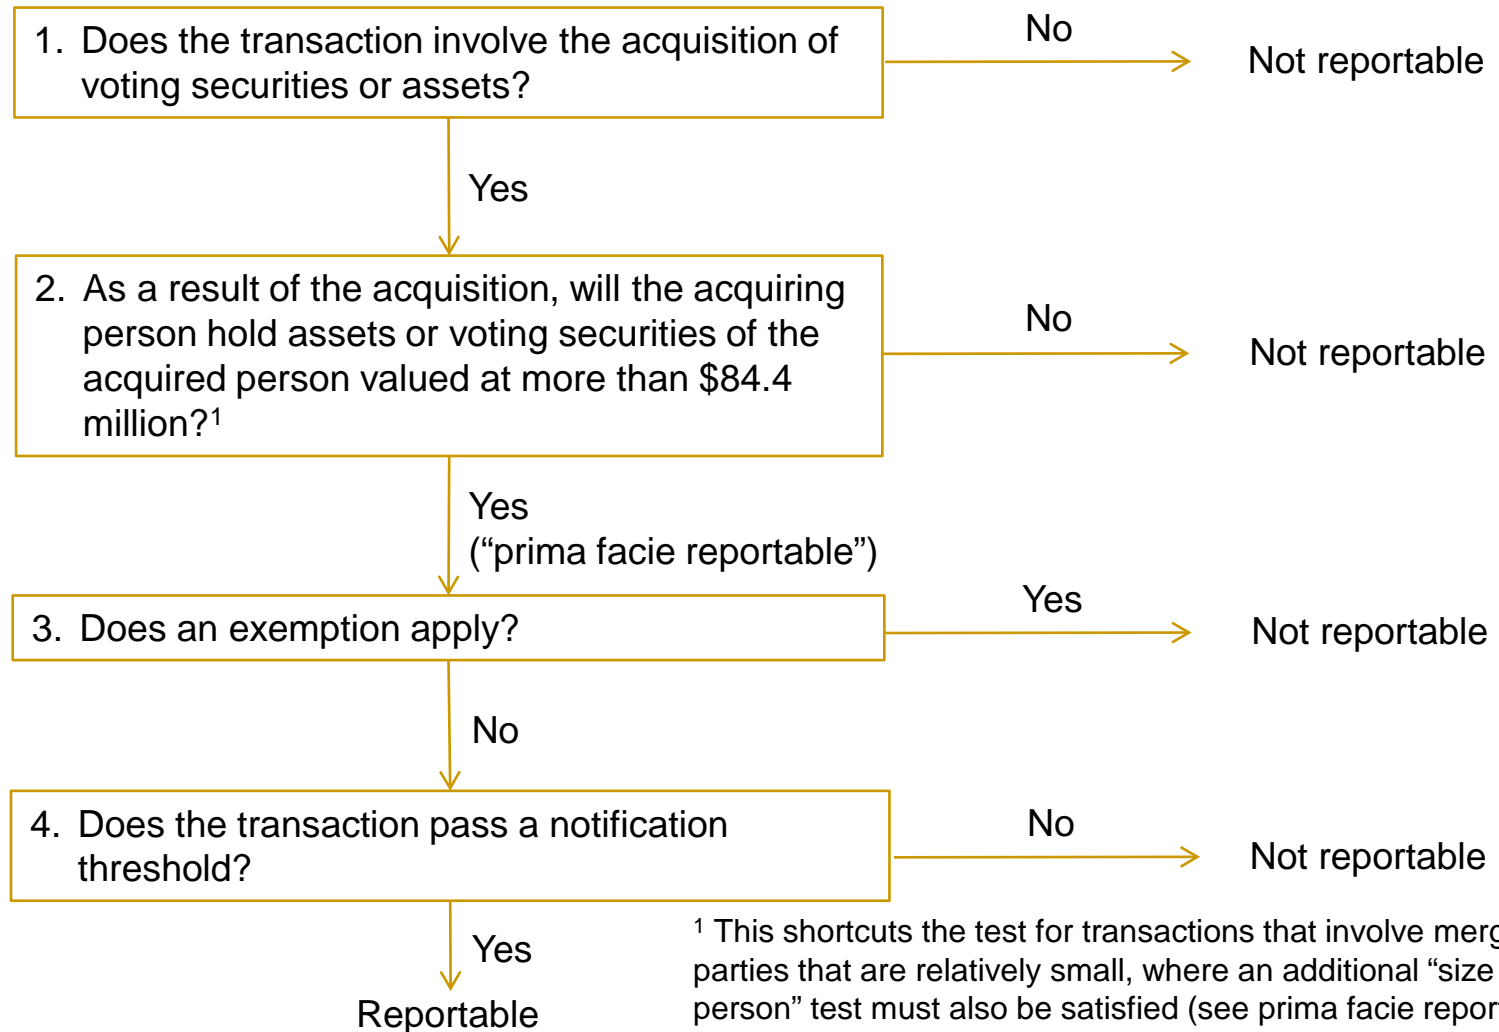 1. Does the transaction involve the acquisition of
voting securities or assets?
No
Not reportable
Yes
2. As a result of the acquisition, will the acquiring
person hold assets or voting securities of the
acquired person valued at more than $84.4
million?¹
No
Not reportable
Yes
(“prima facie reportable”)
3. Does an exemption apply?
Yes
Not reportable
No
4. Does the transaction pass a notification
threshold?
No
Not reportable
Yes
Reportable
¹ This shortcuts the test for transactions that involve
parties that are relatively small, where an additional “size
person” test must also be satisfied (see prima facie